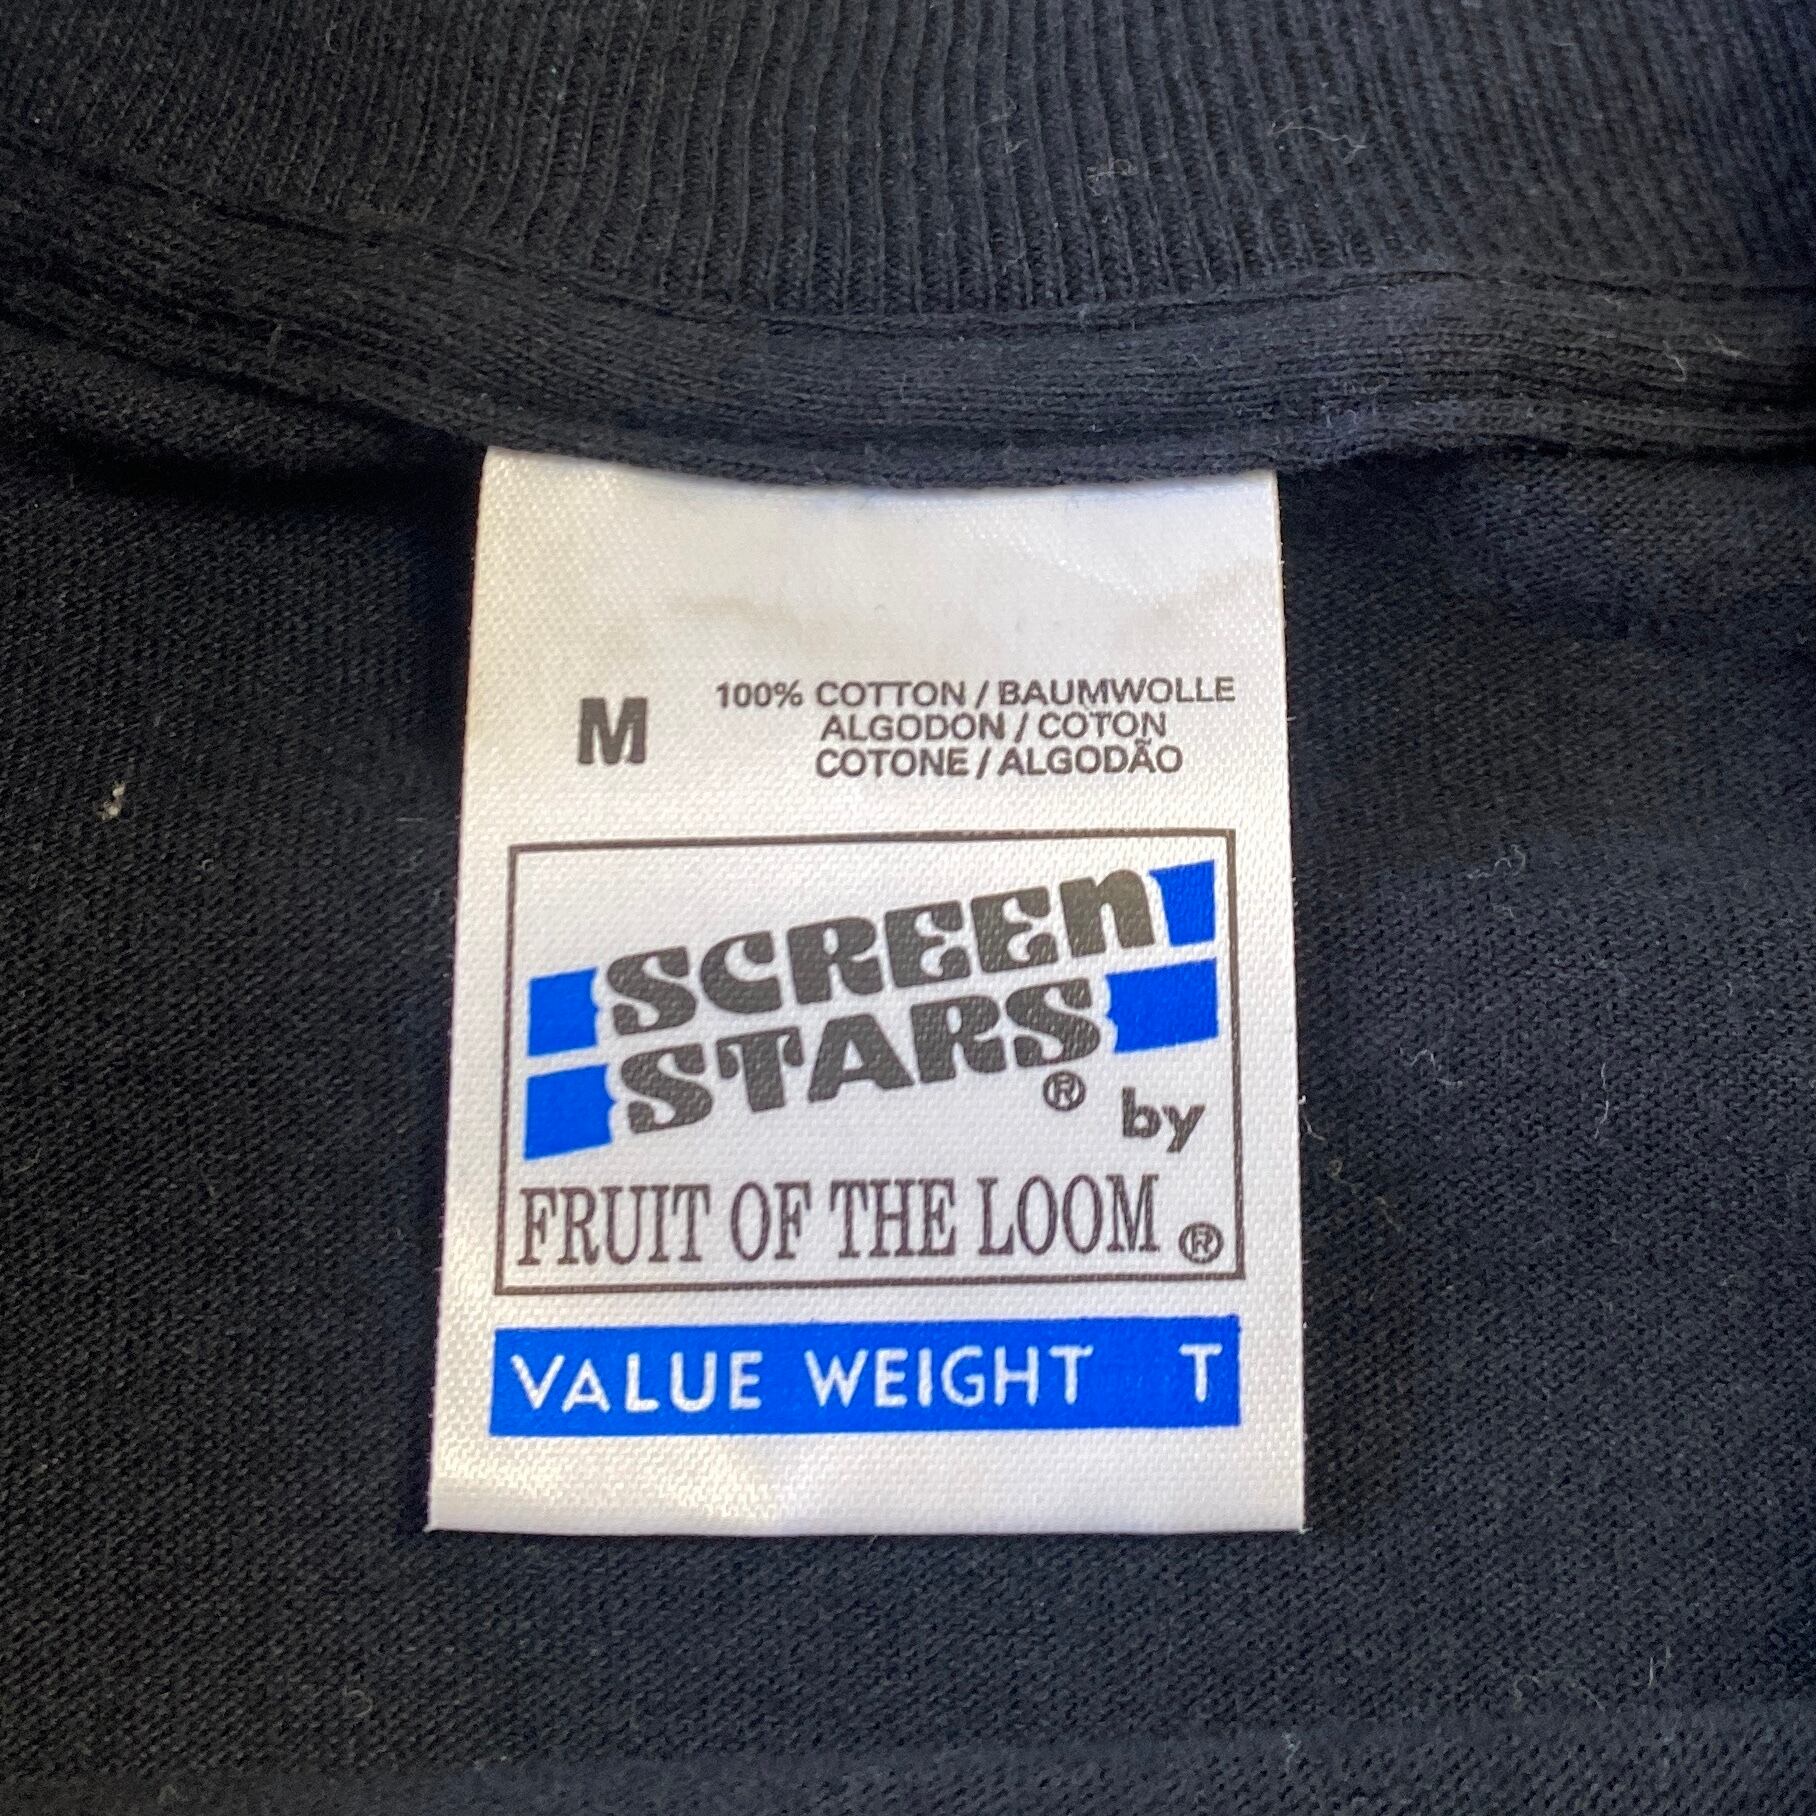 M
100% COTTON / BAUMWOLLE
ALGODON / COTON
COTONE / ALGODÃO
SCREEn
STARS® by
FRUIT OF THE LOOM®
VALUE WEIGHT T